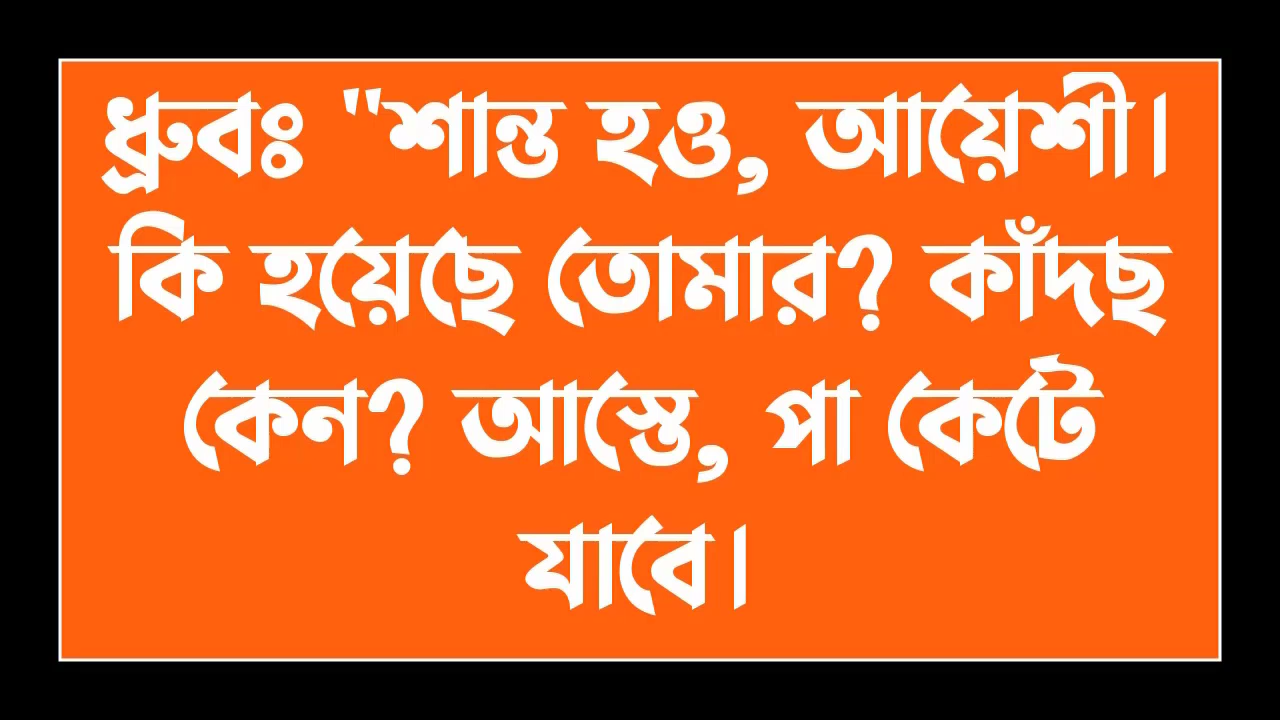 ধ্রুবঃ "শান্ত হও, আয়েশী।
কি হয়েছে তোমার? কাঁদছ
কেন? আস্তে, পা কেটে
যাবে।